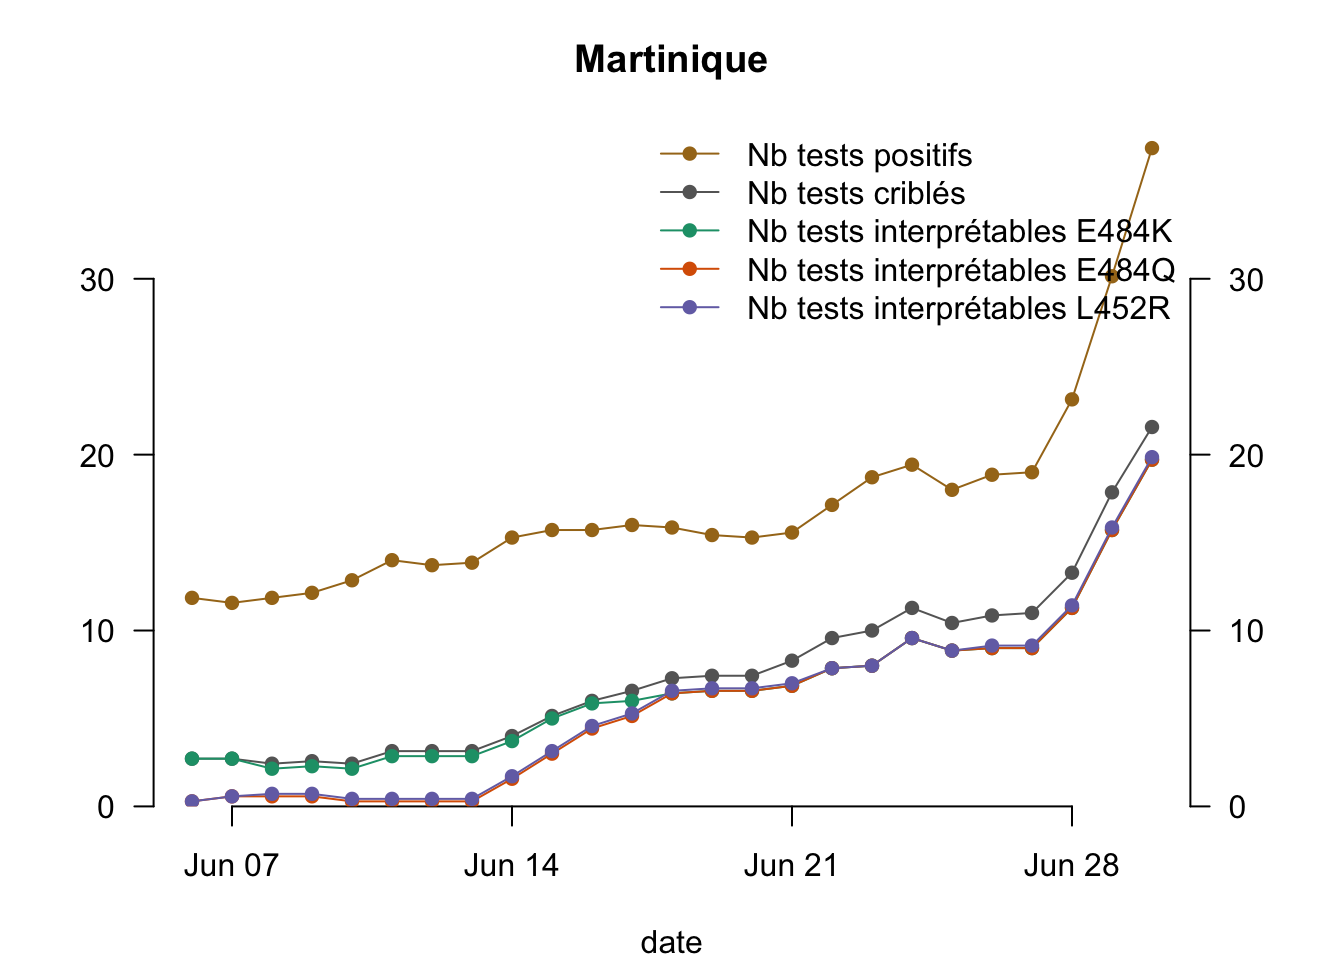 Martinique
Nb tests positifs
Nb tests criblés
Nb tests interprétables E484K
Nb tests interprétables E484Q
Nb tests interprétables L452R
30 30
20 20
10 10
0 0
Jun 07 Jun 14 Jun 21 Jun 28
date